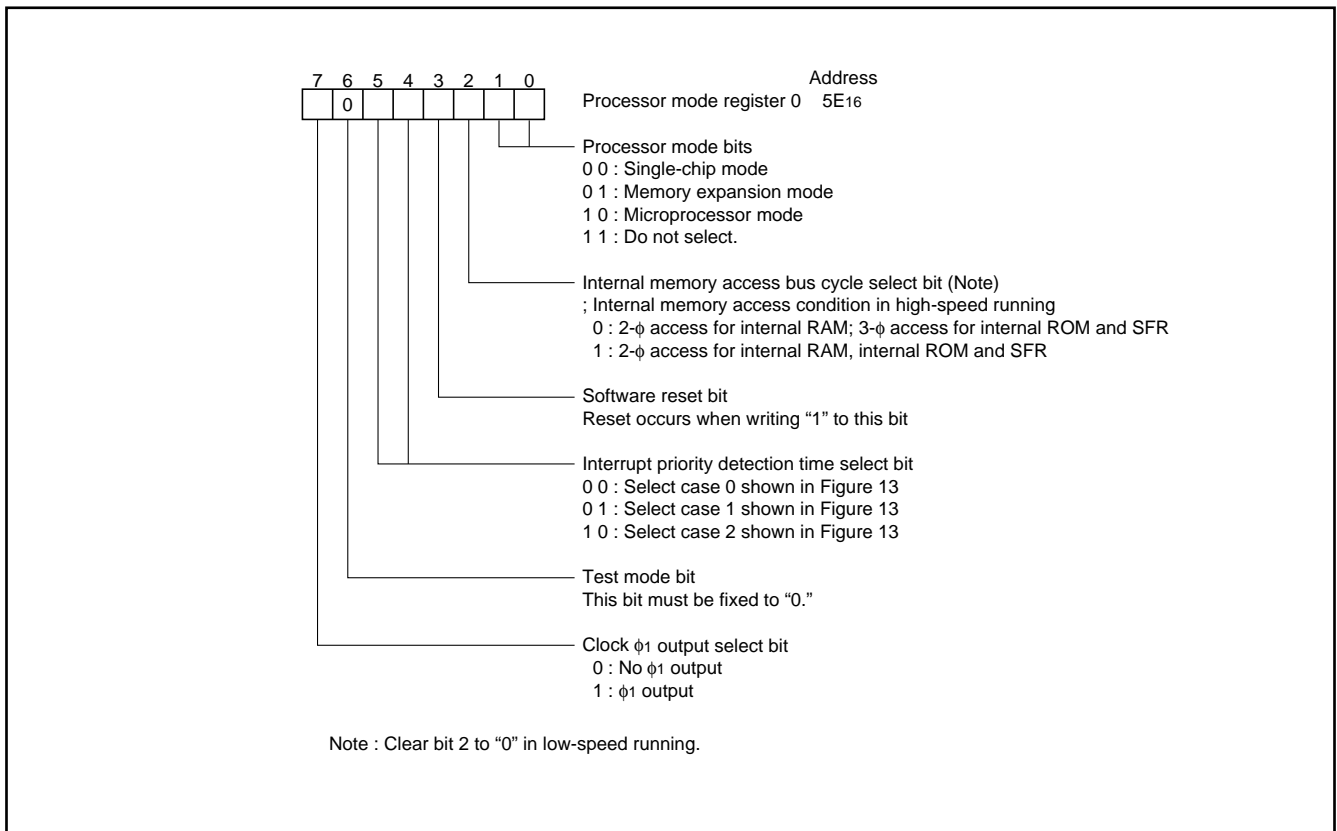 Address
7 6 5 4 3 2 1 0
0
Processor mode register 0 5E16
Processor mode bits
0 0 : Single-chip mode
0 1 : Memory expansion mode
1 0 : Microprocessor mode
1 1 : Do not select.
Internal memory access bus cycle select bit (Note)
; Internal memory access condition in high-speed running
0 : 2-ϕ access for internal RAM; 3-ϕ access for internal ROM and SFR
1 : 2-ϕ access for internal RAM, internal ROM and SFR
Software reset bit
Reset occurs when writing “1” to this bit
Interrupt priority detection time select bit
0 0 : Select case 0 shown in Figure 13
0 1 : Select case 1 shown in Figure 13
1 0 : Select case 2 shown in Figure 13
Test mode bit
This bit must be fixed to “0.”
Clock ϕ1 output select bit
0 : No ϕ1 output
1 : ϕ1 output
Note : Clear bit 2 to “0” in low-speed running.